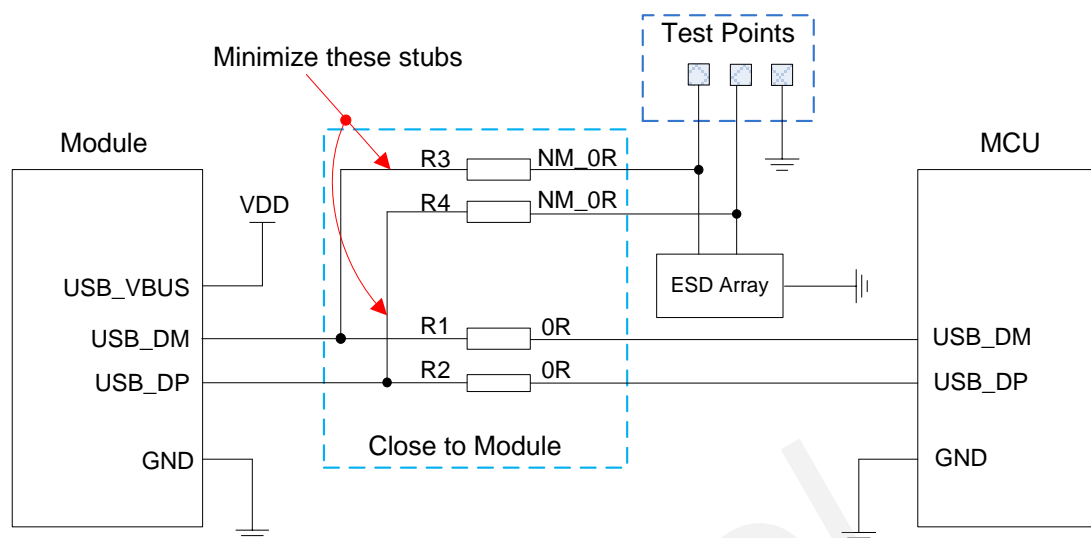 Test Points
Minimize these stubs
Module
MCU
R3
NM_0R
R4
NM_0R
VDD
USB_VBUS
ESD Array
USB_DM
R1
0R
USB_DM
USB_DP
R2
0R
USB_DP
Close to Module
GND
GND